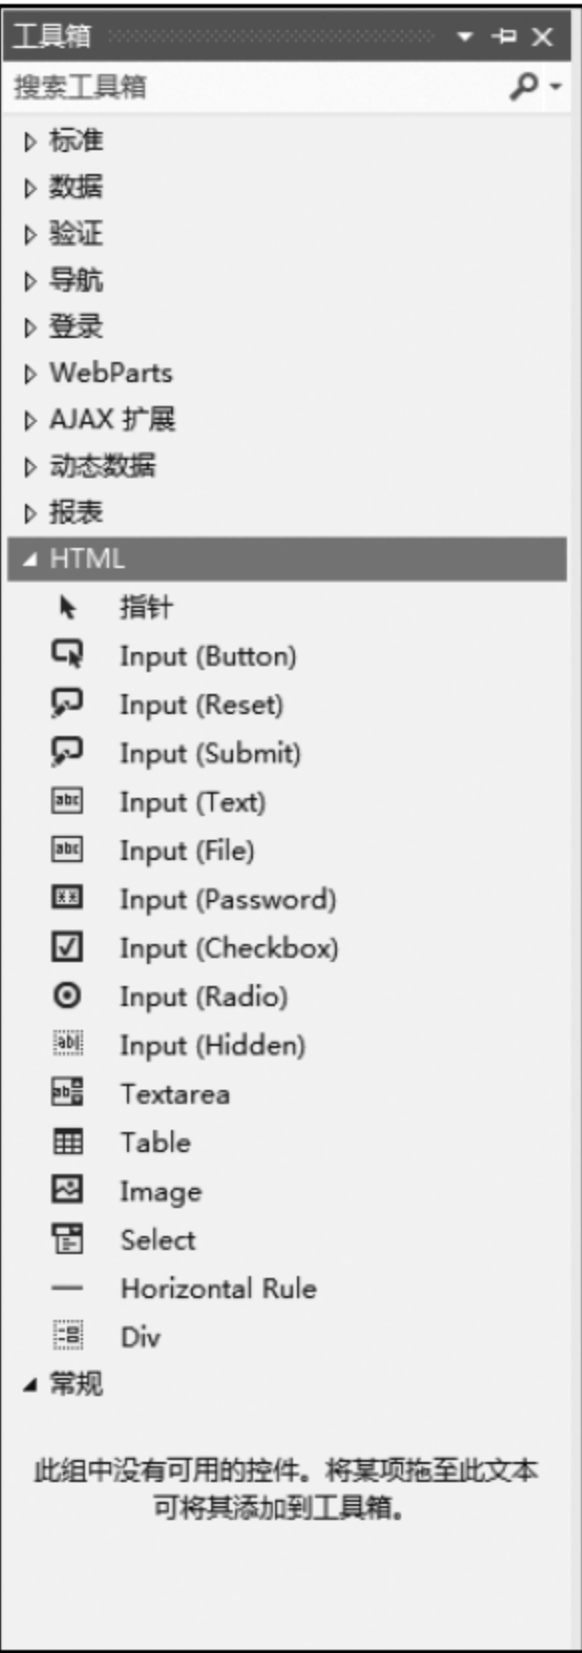 工具箱
搜索工具箱
标准
数据
验证
导航
登录
WebParts
AJAX 扩展
动态数据
报表
HTML
指针
Input (Button)
Input (Reset)
Input (Submit)
abc Input (Text)
abc Input (File)
Input (Password)
Input (Checkbox)
Input (Radio)
ab| Input (Hidden)
ab Textarea
Table
Image
Select
Horizontal Rule
Div
常规
此组中没有可用的控件。将某项拖至此文本
可将其添加到工具箱。